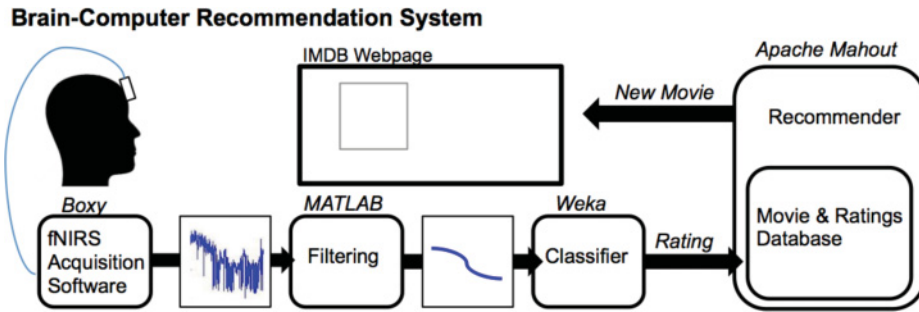 Brain-Computer Recommendation System
IMDB Webpage
Apache Mahout
New Movie
Recommender
Boxy
MATLAB
Weka
fNIRS
Acquisition
Software
Filtering
Classifier
Rating
Movie & Ratings
Database